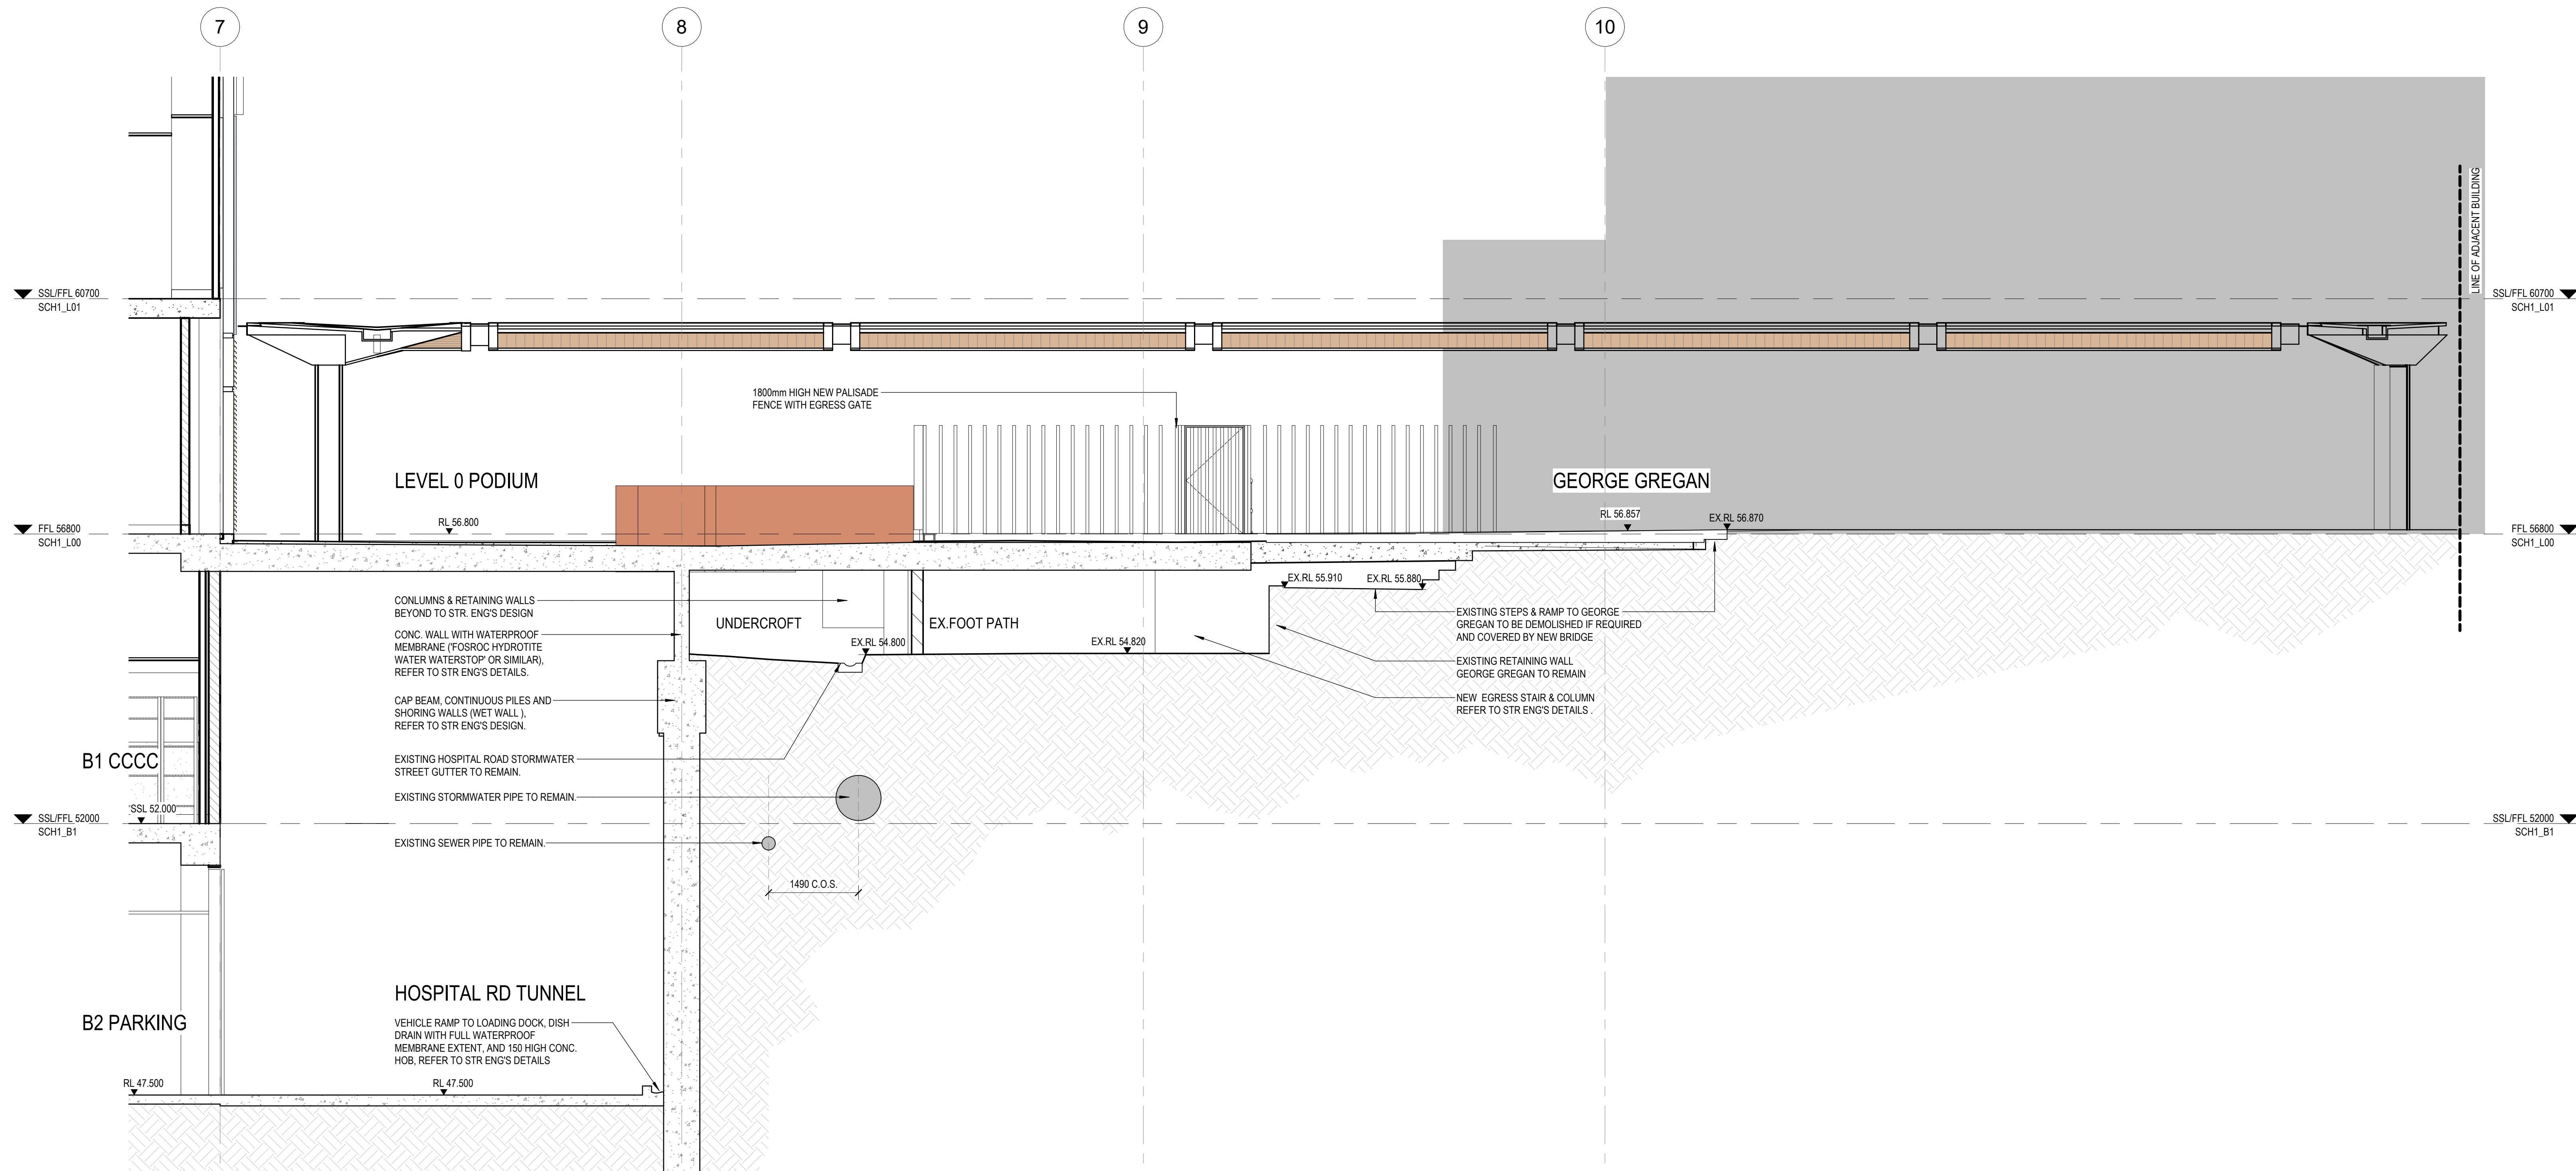 7
8
9
10
LINE OF ADJACENT BUILDING
SSL/FFL 60700
SCH1_L01
SSL/FFL 60700
SCH1_L01
1800mm HIGH NEW PALISADE
FENCE WITH EGRESS GATE
LEVEL 0 PODIUM
GEORGE GREGAN
RL 56.800
RL 56.857
EX.RL 56.870
FFL 56800
SCH1_L00
FFL 56800
SCH1_L00
EX.RL 55.910
EX.RL 55.880
CONLUMNS & RETAINING WALLS
BEYOND TO STR. ENG'S DESIGN
UNDERCROFT
EX.FOOT PATH
EX.RL 54.800
EX.RL 54.820
EXISTING STEPS & RAMP TO GEORGE
GREGAN TO BE DEMOLISHED IF REQUIRED
AND COVERED BY NEW BRIDGE
CONC. WALL WITH WATERPROOF
MEMBRANE ('FOSROC HYDROTITE
WATER WATERSTOP' OR SIMILAR),
REFER TO STR ENG'S DETAILS.
EXISTING RETAINING WALL
GEORGE GREGAN TO REMAIN
CAP BEAM, CONTINUOUS PILES AND
SHORING WALLS (WET WALL ),
REFER TO STR ENG'S DESIGN.
NEW  EGRESS STAIR & COLUMN
REFER TO STR ENG'S DETAILS .
B1 CCCC
EXISTING HOSPITAL ROAD STORMWATER
STREET GUTTER TO REMAIN.
EXISTING STORMWATER PIPE TO REMAIN.
SSL 52.000
SSL/FFL 52000
SCH1_B1
SSL/FFL 52000
SCH1_B1
EXISTING SEWER PIPE TO REMAIN.
1490 C.O.S.
HOSPITAL RD TUNNEL
B2 PARKING
VEHICLE RAMP TO LOADING DOCK, DISH
DRAIN WITH FULL WATERPROOF
MEMBRANE EXTENT, AND 150 HIGH CONC.
HOB, REFER TO STR ENG'S DETAILS
RL 47.500
RL 47.500